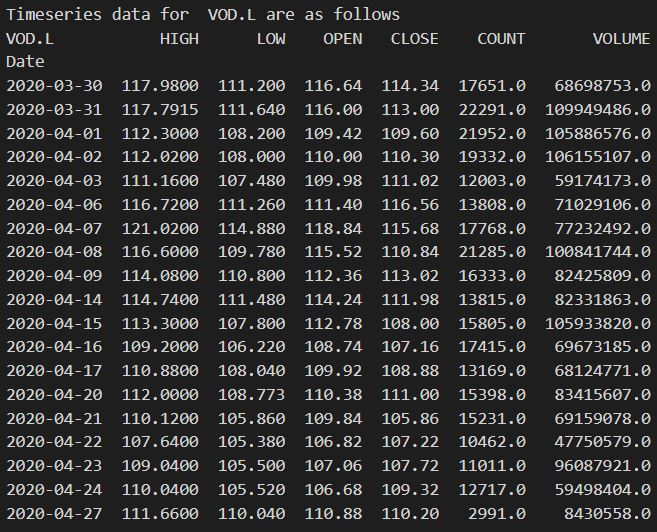 Timeseries data for  VOD.L are as follows
VOD.L           HIGH      LOW    OPEN   CLOSE    COUNT       VOLUME
Date
2020-03-30  117.9800  111.200  116.64  114.34  17651.0   68698753.0
2020-03-31  117.7915  111.640  116.00  113.00  22291.0  109949486.0
2020-04-01  112.3000  108.200  109.42  109.60  21952.0  105886576.0
2020-04-02  112.0200  108.000  110.00  110.30  19332.0  106155107.0
2020-04-03  111.1600  107.480  109.98  111.02  12003.0   59174173.0
2020-04-06  116.7200  111.260  111.40  116.56  13808.0   71029106.0
2020-04-07  121.0200  114.880  118.84  115.68  17768.0   77232492.0
2020-04-08  116.6000  109.780  115.52  110.84  21285.0  100841744.0
2020-04-09  114.0800  110.800  112.36  113.02  16333.0   82425809.0
2020-04-14  114.7400  111.480  114.24  111.98  13815.0   82331863.0
2020-04-15  113.3000  107.800  112.78  108.00  15805.0  105933820.0
2020-04-16  109.2000  106.220  108.74  107.16  17415.0   69673185.0
2020-04-17  110.8800  108.040  109.92  108.88  13169.0   68124771.0
2020-04-20  112.0000  108.773  110.38  111.00  15398.0   83415607.0
2020-04-21  110.1200  105.860  109.84  105.86  15231.0   69159078.0
2020-04-22  107.6400  105.380  106.82  107.22  10462.0   47750579.0
2020-04-23  109.0400  105.500  107.06  107.72  11011.0   96087921.0
2020-04-24  110.0400  105.520  106.68  109.32  12717.0   59498404.0
2020-04-27  111.6600  110.040  110.88  110.20   2991.0    8430558.0